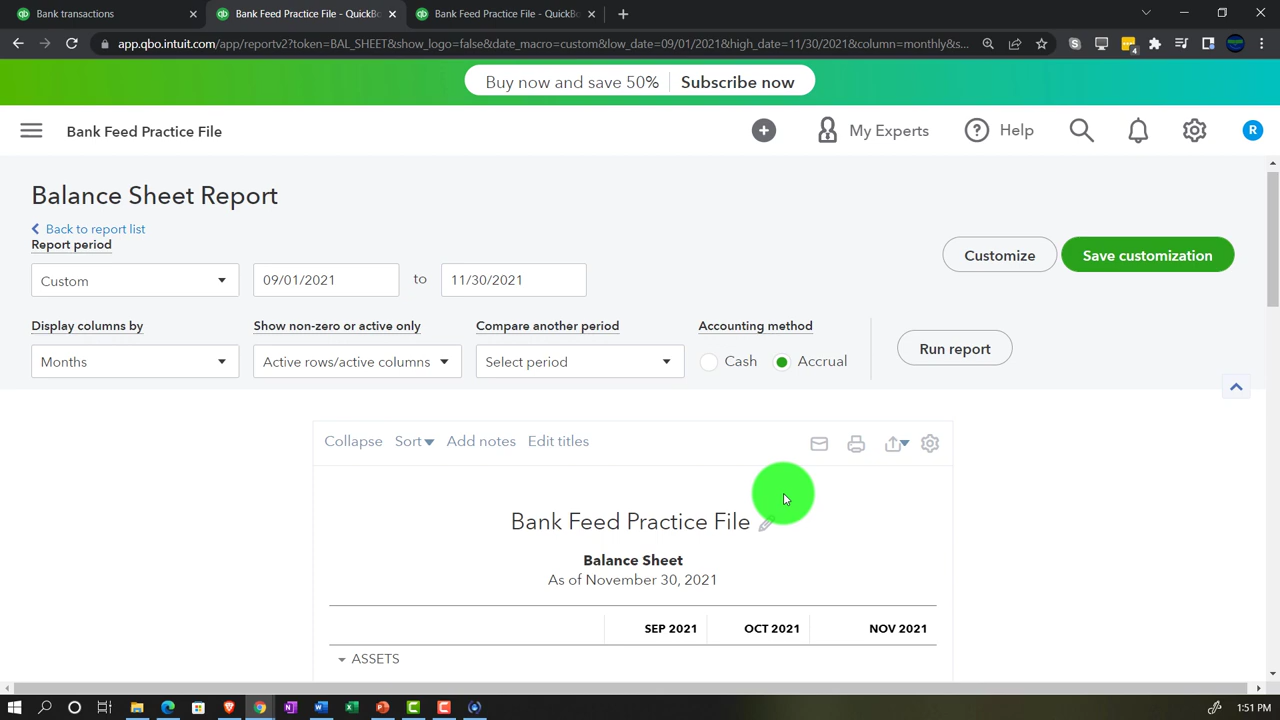 Bank transactions
Bank Feed Practice File - QuickBo
Bank Feed Practice File - QuickBo
app.qbo.intuit.com/app/reportv2?token=BAL_SHEET&show_logo=false&date_macro=custom&low_date=09/01/2021&high_date=11/30/2021&column=monthly&s...
4
Buy now and save 50% Subscribe now
Bank Feed Practice File
My Experts
Help
R
Balance Sheet Report
Back to report list
Report period
Customize
Save customization
Custom
09/01/2021
to
11/30/2021
Display columns by
Show non-zero or active only
Compare another period
Accounting method
Months
Active rows/active columns
Select period
Cash
Accrual
Run report
Collapse
Sort
Add notes
Edit titles
Bank Feed Practice File
Balance Sheet
As of November 30, 2021
SEP 2021
OCT 2021
NOV 2021
ASSETS
1:51 PM